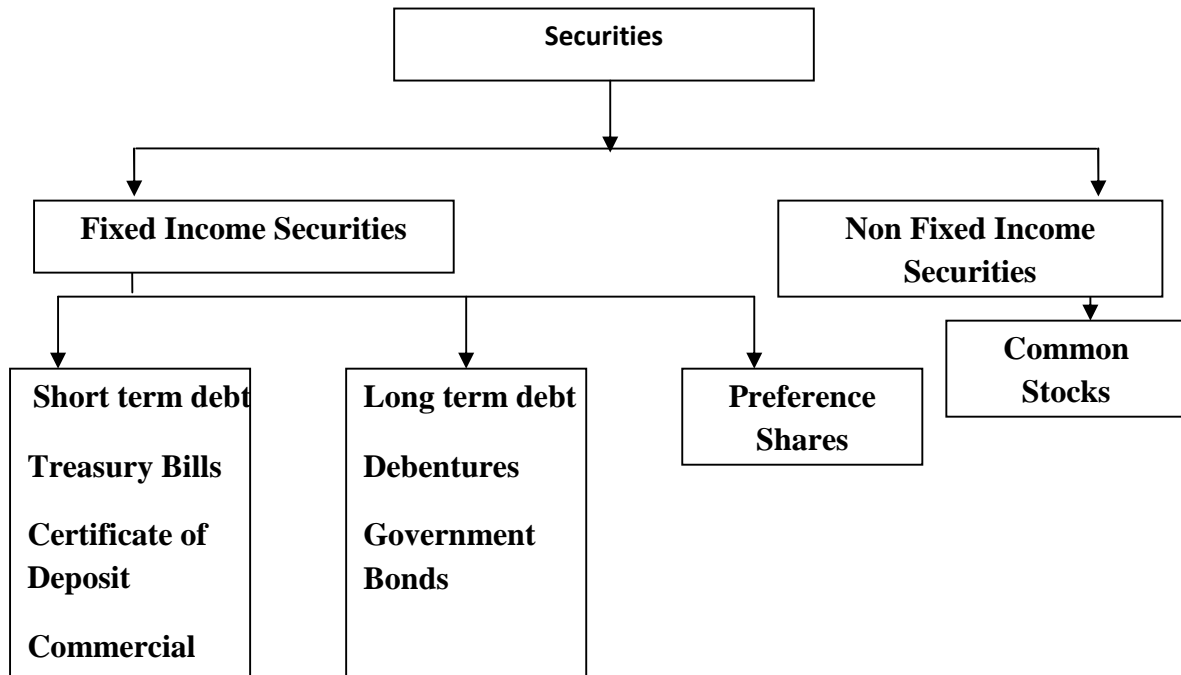 Securities
Fixed Income Securities
Non Fixed Income
Securities
Common
Stocks
Short term debt
Treasury Bills
Certificate of
Deposit
Commercial
Long term debt
Debentures
Government
Bonds
Preference
Shares